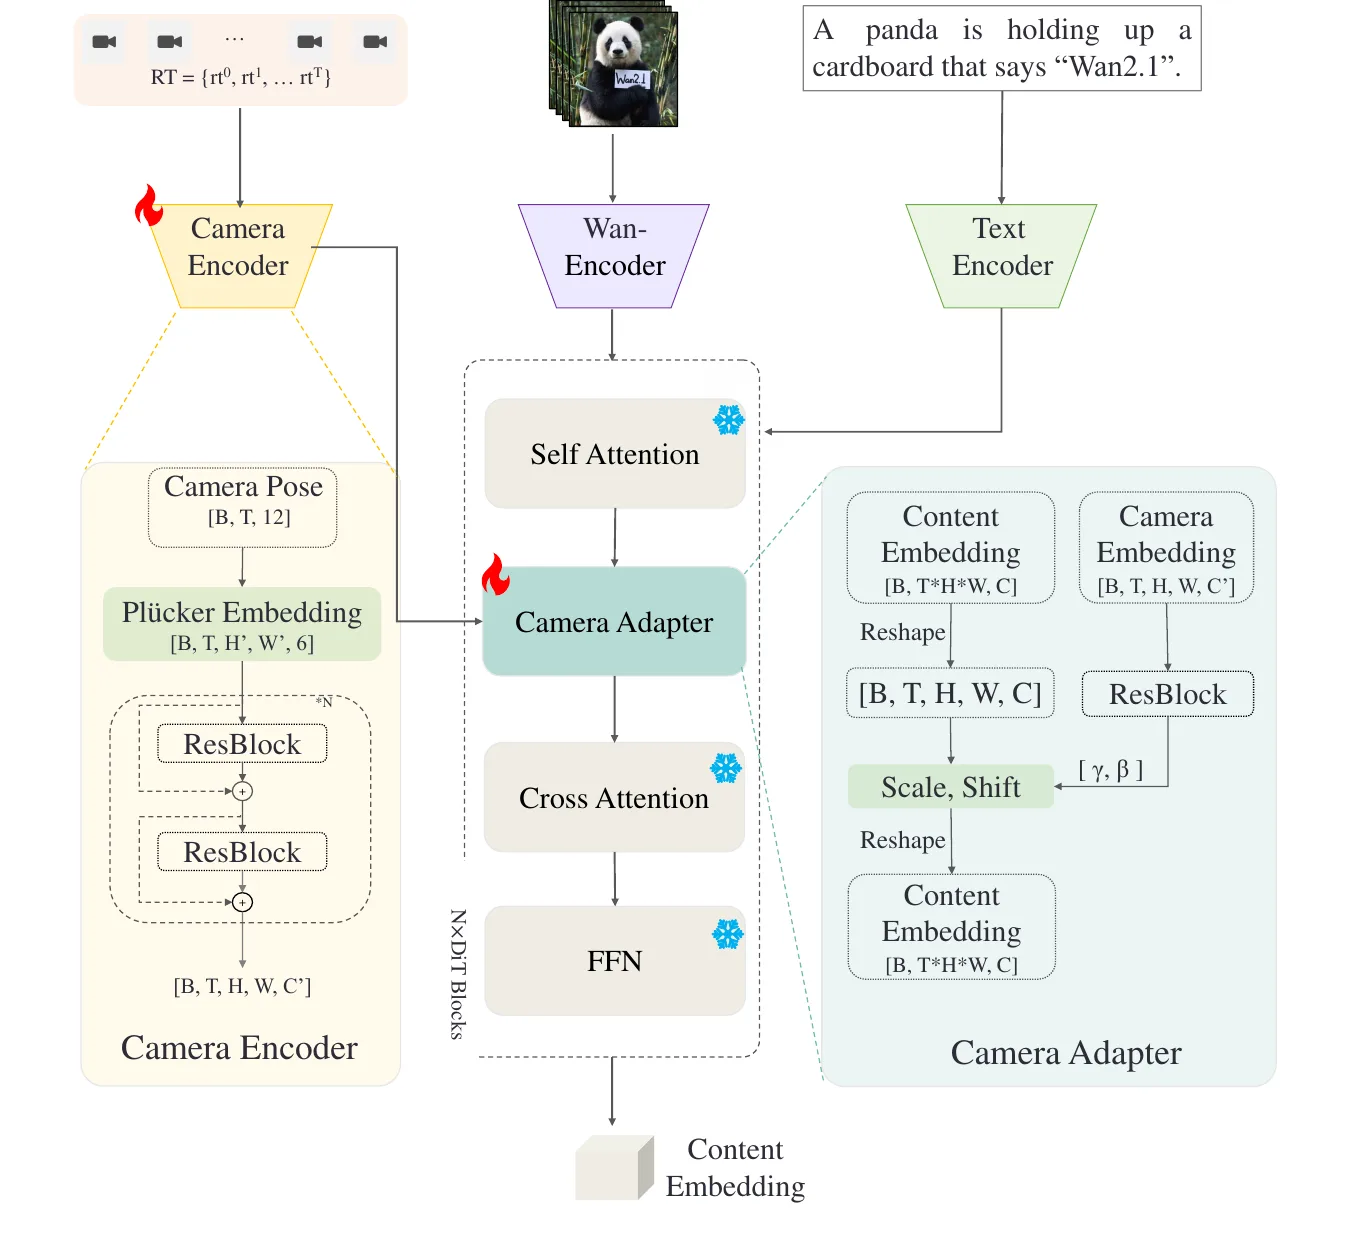 ...
RT = {rt⁰, rt¹, … rtᵀ}
Wan2.1
A panda is holding up a
cardboard that says “Wan2.1”.
Camera
Encoder
Wan-
Encoder
Text
Encoder
Camera Pose
[B, T, 12]
Plücker Embedding
[B, T, H’, W’, 6]
*N
ResBlock
+
ResBlock
+
[B, T, H, W, C’]
Camera Encoder
Self Attention
Camera Adapter
Cross Attention
FFN
N×DiT Blocks
Content
Embedding
[B, T*H*W, C]
Camera
Embedding
[B, T, H, W, C’]
Reshape
[B, T, H, W, C]
ResBlock
[ γ, β ]
Scale, Shift
Reshape
Content
Embedding
[B, T*H*W, C]
Camera Adapter
Content
Embedding